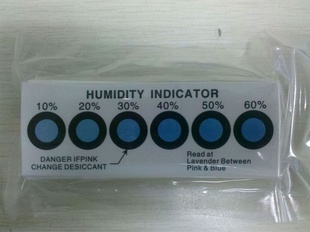 HUMIDITY INDICATOR
10% 20% 30% 40% 50% 60%
DANGER IFPINK
CHANGE DESICCANT
Read at
Lavender Between
Pink & Blue